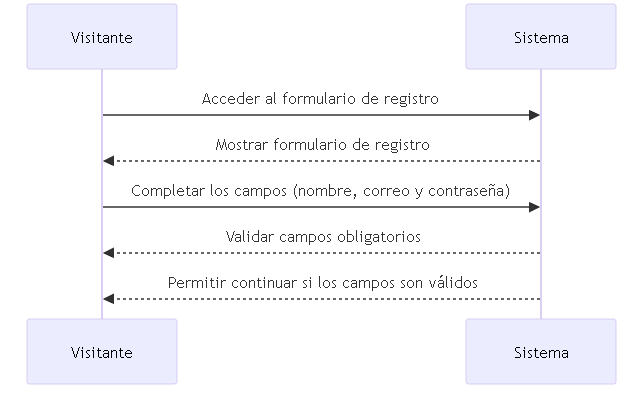 Visitante
Sistema
Acceder al formulario de registro
Mostrar formulario de registro
Completar los campos (nombre, correo y contraseña)
Validar campos obligatorios
Permitir continuar si los campos son válidos
Visitante
Sistema